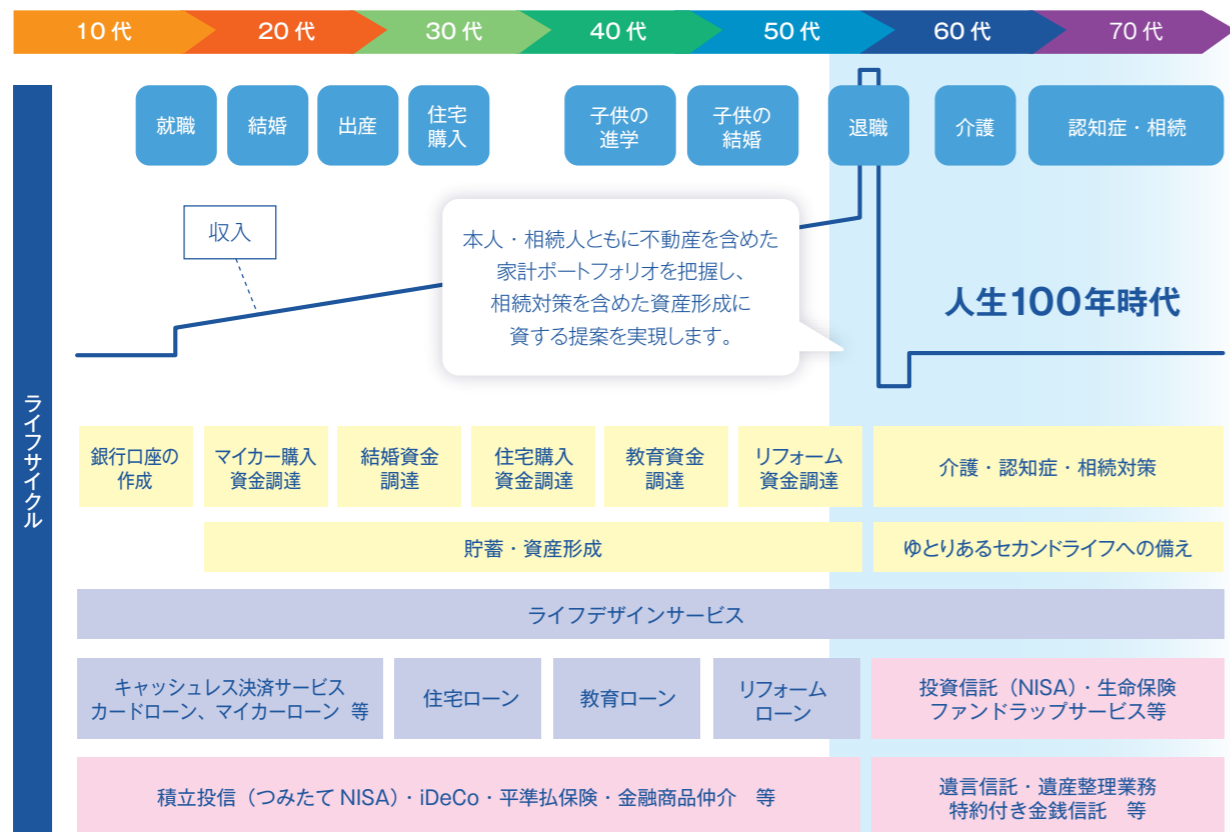 10代
20代
30代
40代
50代
60代
70代
ライフサイクル
就職
結婚
出産
住宅
購入
子供の
進学
子供の
結婚
退職
介護
認知症・相続
収入
本人・相続人ともに不動産を含めた
家計ポートフォリオを把握し、
相続対策を含めた資産形成に
資する提案を実現します。
人生100年時代
銀行口座の
作成
マイカー購入
資金調達
結婚資金
調達
住宅購入
資金調達
教育資金
調達
リフォーム
資金調達
介護・認知症・相続対策
貯蓄・資産形成
ゆとりあるセカンドライフへの備え
ライフデザインサービス
キャッシュレス決済サービス
カードローン、マイカーローン 等
住宅ローン
教育ローン
リフォーム
ローン
投資信託（NISA）・生命保険
ファンドラップサービス等
積立投信（つみたてNISA）・iDeCo・平準払保険・金融商品仲介　等
遺言信託・遺産整理業務
特約付き金銭信託　等